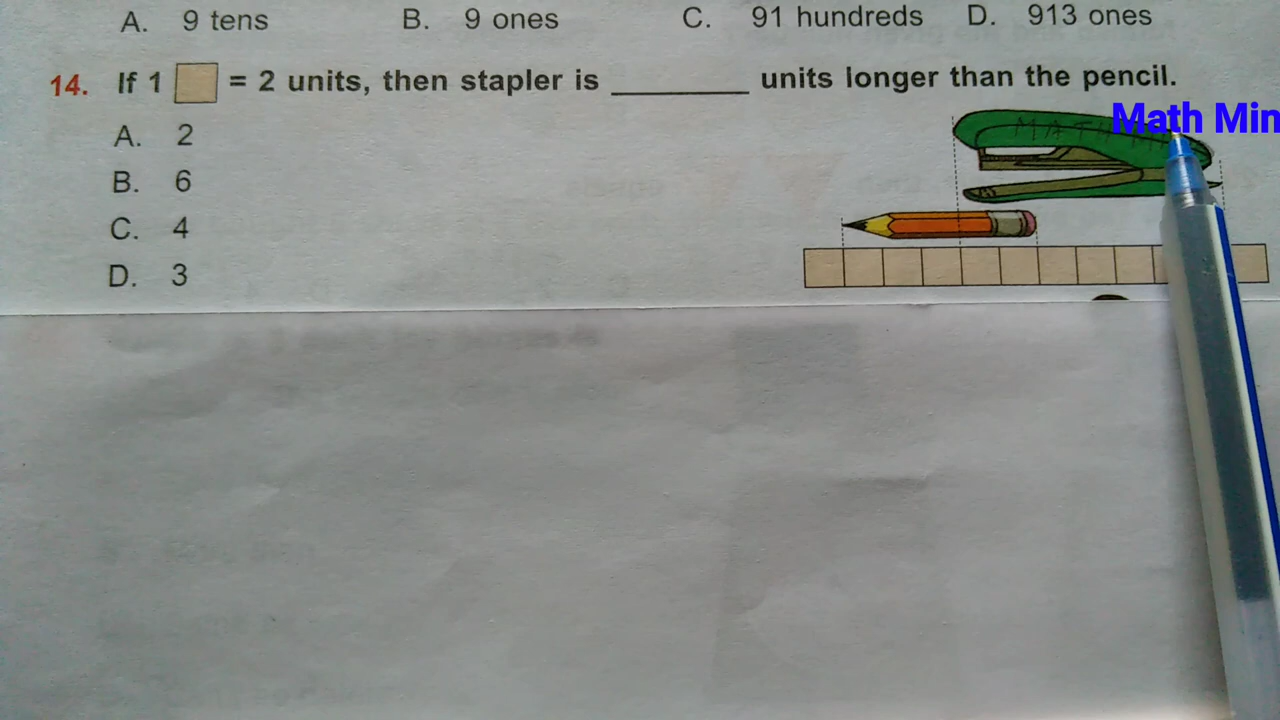 A. 9 tens B. 9 ones C. 91 hundreds D. 913 ones
14. If 1 = 2 units, then stapler is ________ units longer than the pencil.
A. 2
B. 6
C. 4
D. 3
Math Min